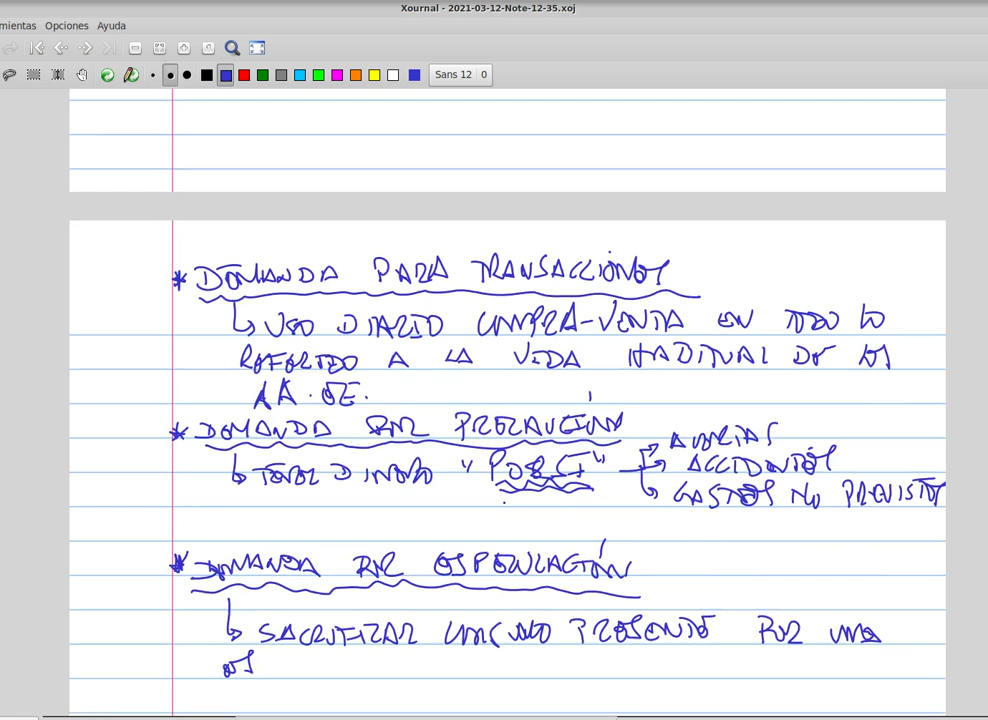 Xournal - 2021-03-12-Note-12-35.xoj
mientas Opciones Ayuda
Sans 12 0
* DEMANDA PARA TRANSACCIONES
↳ USO DIARIO COMPRA-VENTA EN TODO LO
REFERIDO A LA VIDA HABITUAL DE LOS
AA.EE.
* DEMANDA POR PRECAUCIÓN
↳ TENER DINERO "POR SI" → AVERÍAS
→ ACCIDENTES
↳ GASTOS NO PREVISTOS
* DEMANDA POR ESPECULACIÓN
↳ SACRIFIZAR CONSUMO PRESENTE POR UNA